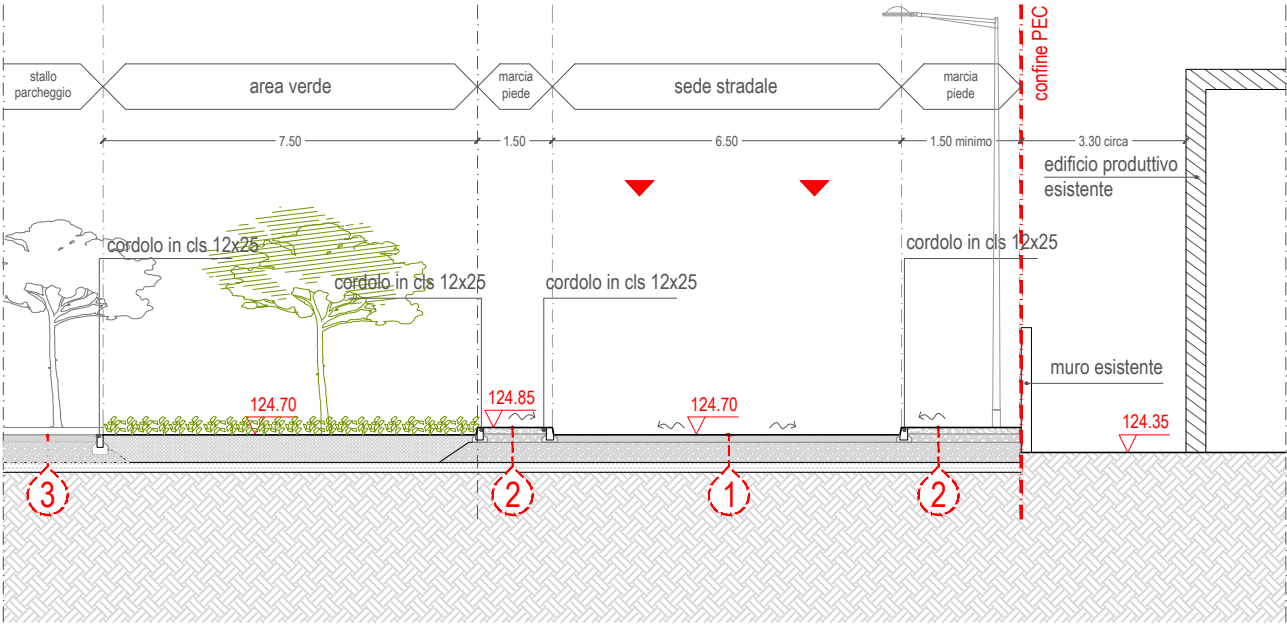 stallo
parcheggio
area verde
marcia
piede
sede stradale
marcia
piede
confine PEC
7.50
1.50
6.50
1.50 minimo
3.30 circa
edificio produttivo
esistente
cordolo in cls 12x25
cordolo in cls 12x25
cordolo in cls 12x25
cordolo in cls 12x25
muro esistente
124.70
124.85
124.70
124.35
3
2
1
2